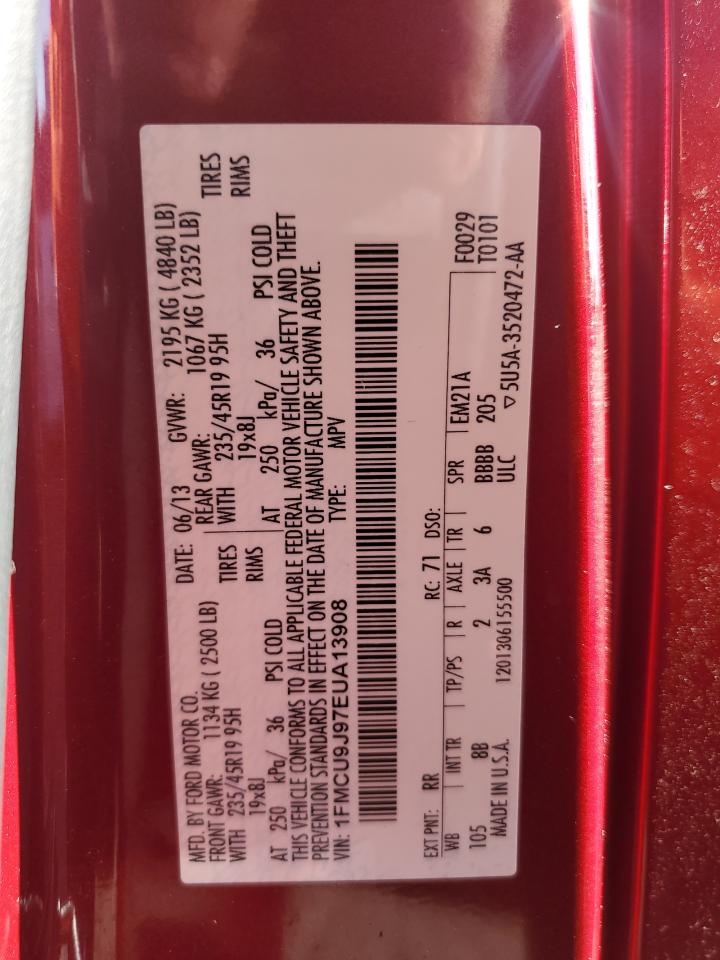 MFD. BY FORD MOTOR CO.
DATE: 06/13 GVWR: 2195 KG ( 4840 LB)
FRONT GAWR: 1134 KG ( 2500 LB) REAR GAWR: 1067 KG ( 2352 LB)
WITH 235/45R19 95H TIRES WITH 235/45R19 95H TIRES
19x8J RIMS 19x8J RIMS
AT 250 kPa/ 36 PSI COLD AT 250 kPa/ 36 PSI COLD
THIS VEHICLE CONFORMS TO ALL APPLICABLE FEDERAL MOTOR VEHICLE SAFETY AND THEFT
PREVENTION STANDARDS IN EFFECT ON THE DATE OF MANUFACTURE SHOWN ABOVE.
VIN: 1FMCU9J97EUA13908 TYPE: MPV
F0029
T0101
EXT PNT: RR RC: 71 DSO:
WB INT TR TP/PS R AXLE TR SPR EM21A
105 8B 2 3A 6 BBBB 205
ULC
MADE IN U.S.A. 1201306155500 ▽ 5U5A-3520472-AA